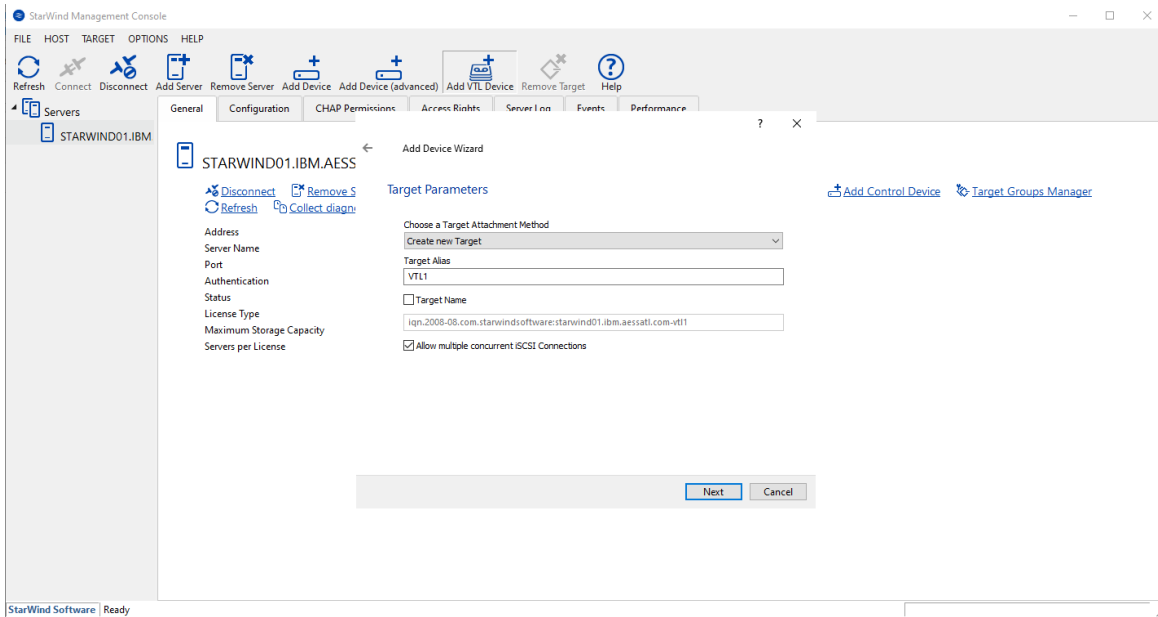 StarWind Management Console
FILE HOST TARGET OPTIONS HELP
Refresh Connect Disconnect Add Server Remove Server Add Device Add Device (advanced) Add VTL Device Remove Target Help
Servers
STARWIND01.IBM
General Configuration CHAP Permissions Access Rights Server Log Events Performance
STARWIND01.IBM.AESS
Disconnect Remove S
Refresh Collect diagn
Address
Server Name
Port
Authentication
Status
License Type
Maximum Storage Capacity
Servers per License
?
Add Device Wizard
Target Parameters
Choose a Target Attachment Method
Create new Target
Target Alias
VTL1
Target Name
iqn.2008-08.com.starwindsoftware:starwind01.ibm.aessatl.com-vtl1
Allow multiple concurrent iSCSI Connections
Next Cancel
Add Control Device Target Groups Manager
StarWind Software Ready